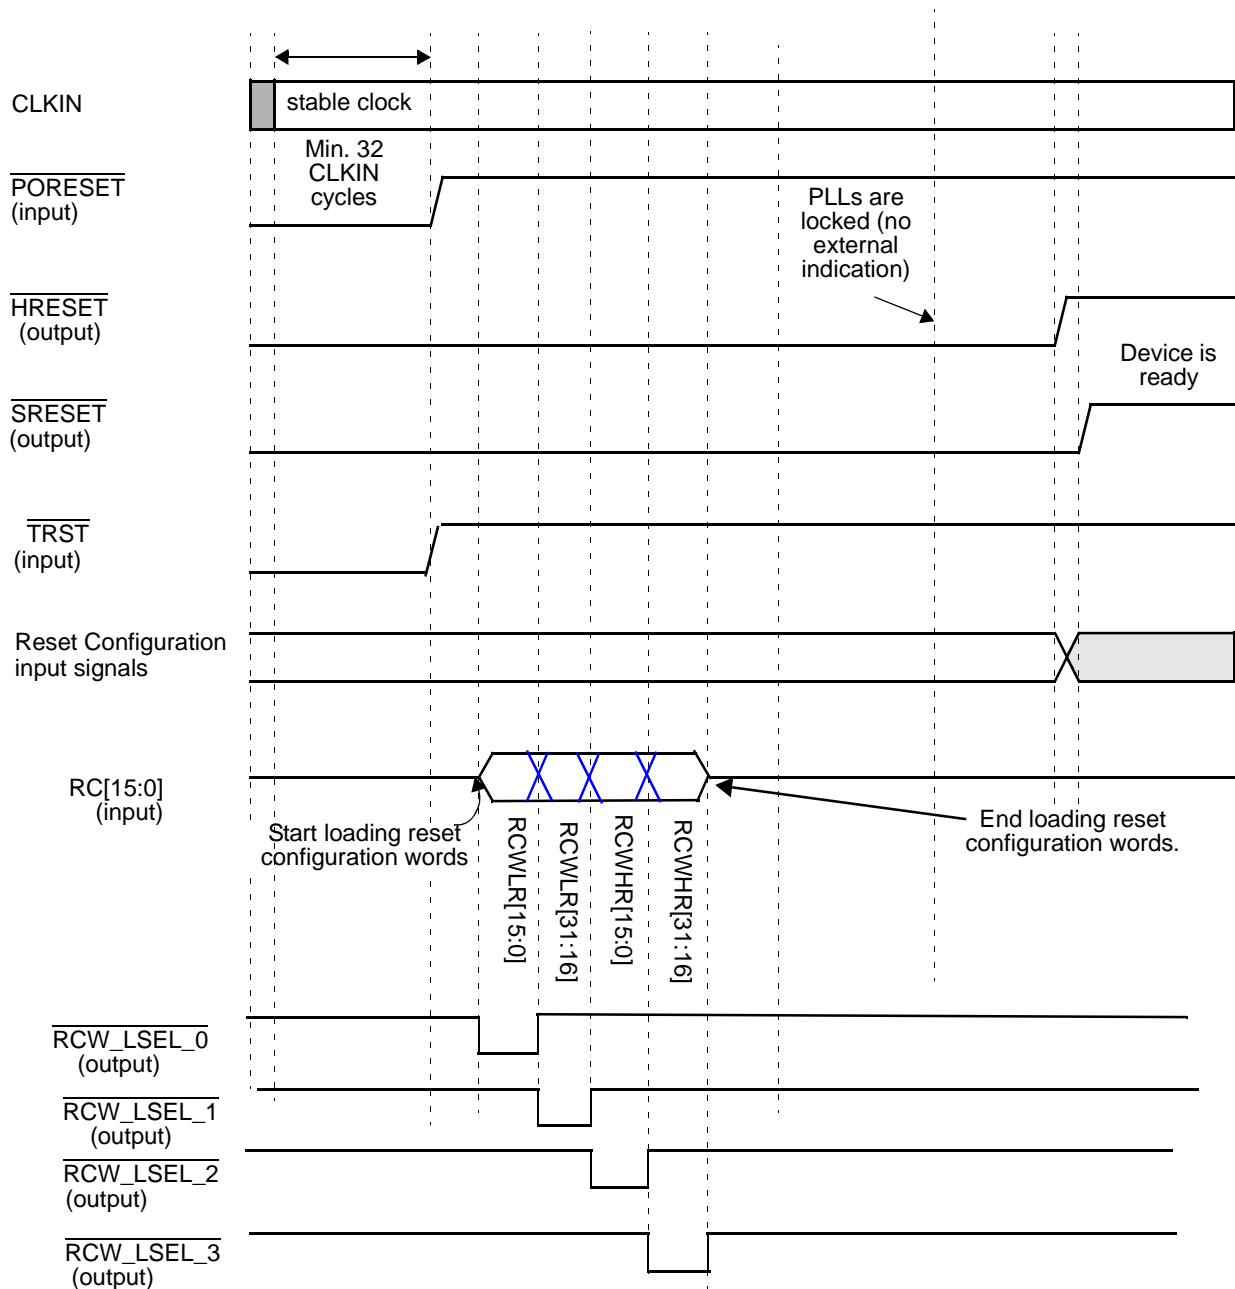 CLKIN
stable clock
Min. 32
CLKIN
cycles
PORESET
(input)
PLLs are
locked (no
external
indication)
HRESET
(output)
Device is
ready
SRESET
(output)
TRST
(input)
Reset Configuration
input signals
RC[15:0]
(input)
Start loading reset
configuration words
End loading reset
configuration words.
RCWLR[15:0]
RCWLR[31:16]
RCWHR[15:0]
RCWHR[31:16]
RCW_LSEL_0
(output)
RCW_LSEL_1
(output)
RCW_LSEL_2
(output)
RCW_LSEL_3
(output)